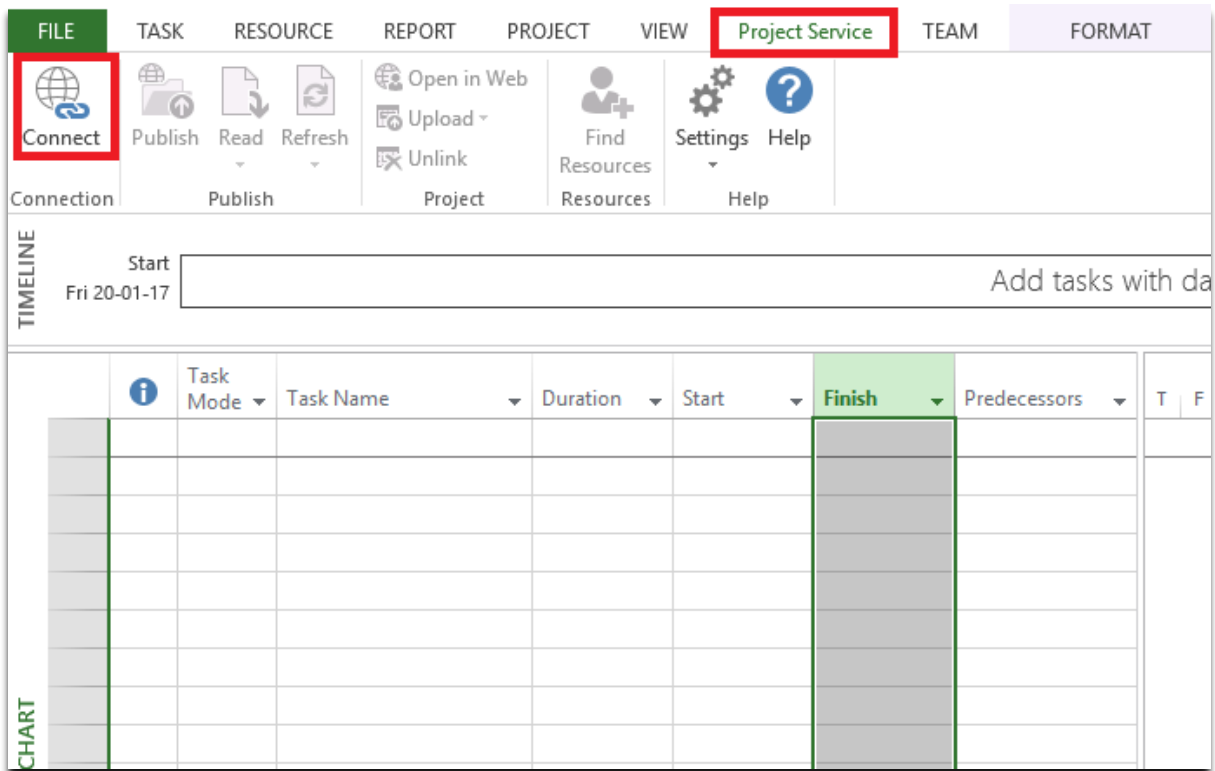 FILE TASK RESOURCE REPORT PROJECT VIEW Project Service TEAM FORMAT
Connect
Connection
Publish Read Refresh
Publish
Open in Web
Upload
Unlink
Project
Find
Resources
Resources
Settings Help
Help
TIMELINE
Start
Fri 20-01-17
Add tasks with da
Task
Mode
Task Name
Duration
Start
Finish
Predecessors
T F
CHART